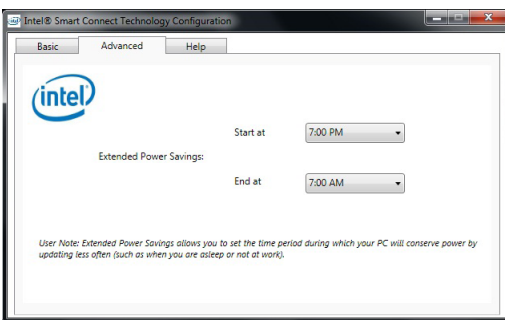 Intel® Smart Connect Technology Configuration
Basic Advanced Help
intel
Start at 7:00 PM
Extended Power Savings:
End at 7:00 AM
User Note: Extended Power Savings allows you to set the time period during which your PC will conserve power by
updating less often (such as when you are asleep or not at work).